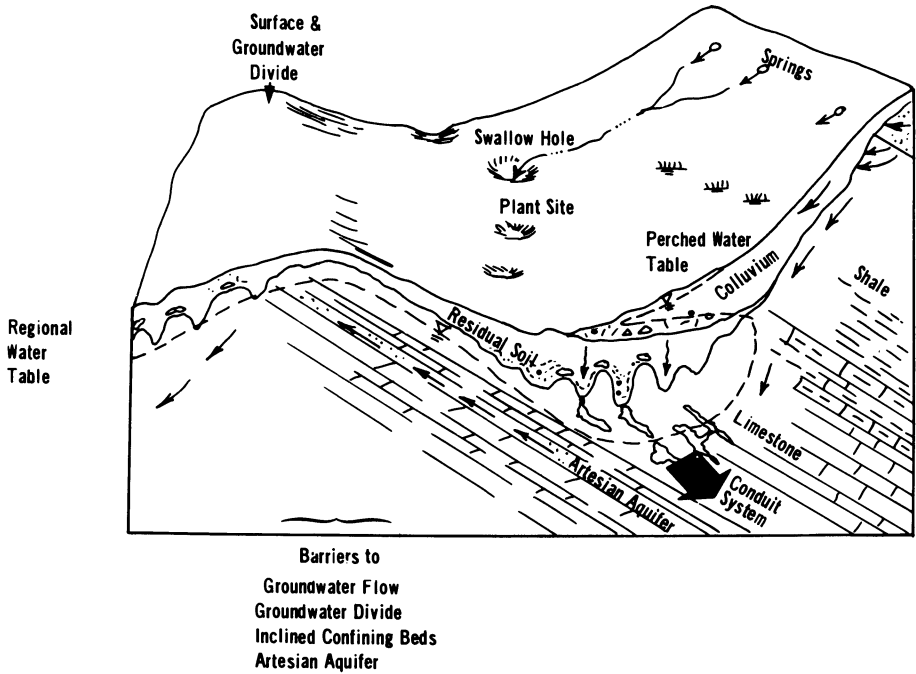 Surface &
Groundwater
Divide
Springs
Swallow Hole
Plant Site
Perched Water
Table
Colluvium
Shale
Regional
Water
Table
Residual Soil
Limestone
Artesian Aquifer
Conduit
System
Barriers to
Groundwater Flow
Groundwater Divide
Inclined Confining Beds
Artesian Aquifer